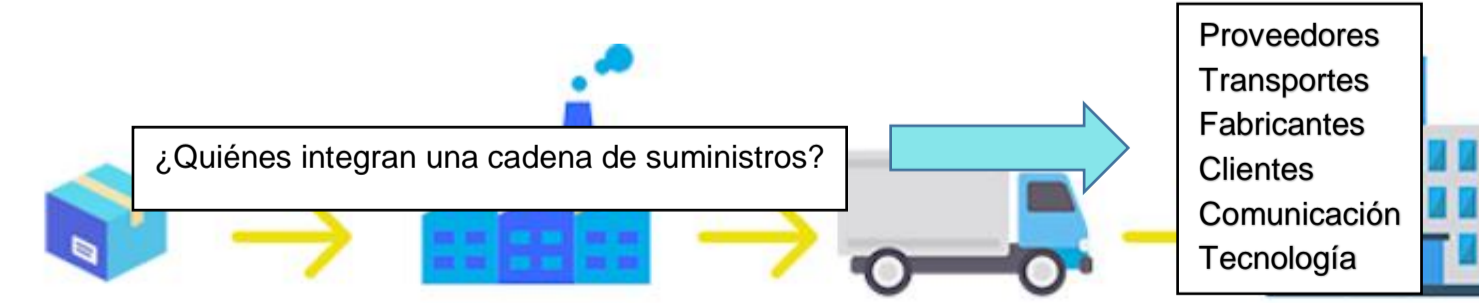 ¿Quiénes integran una cadena de suministros?
Proveedores
Transportes
Fabricantes
Clientes
Comunicación
Tecnología